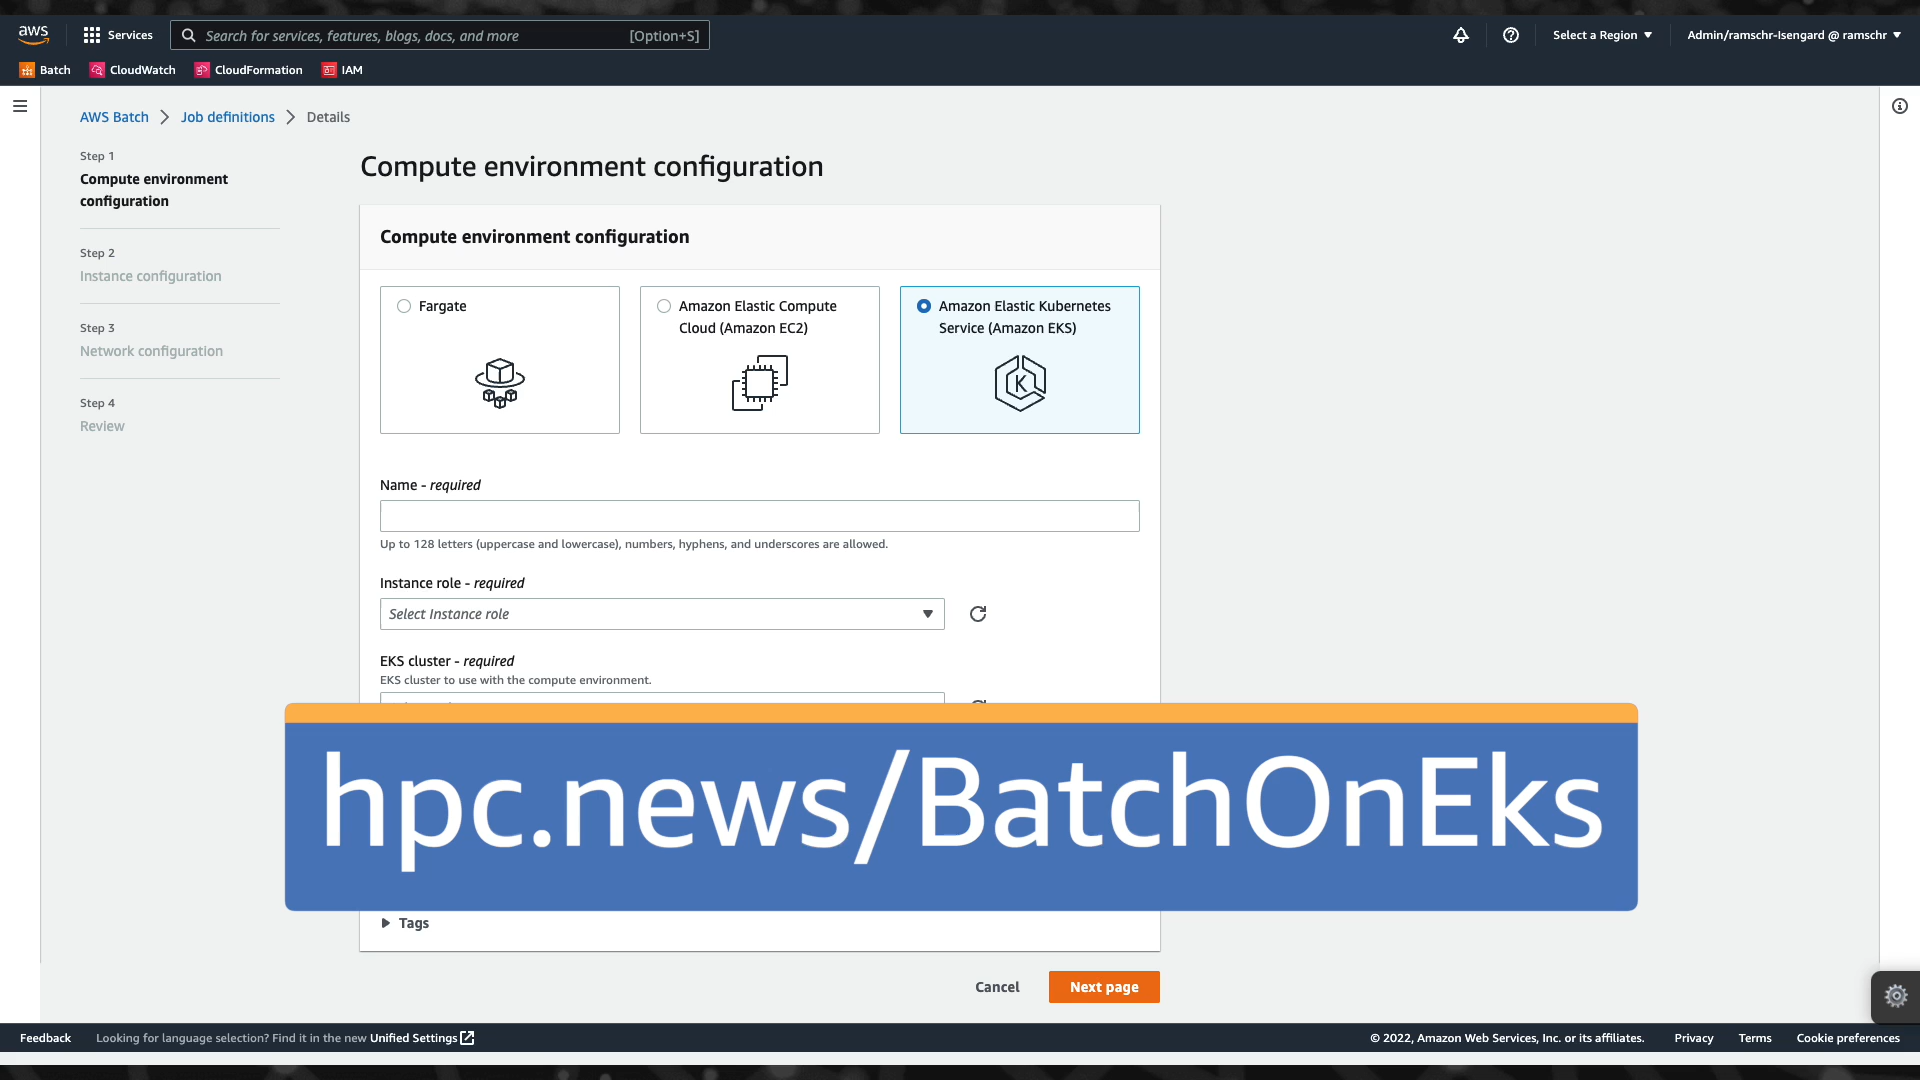 aws
Services
Search for services, features, blogs, docs, and more
[Option+S]
Select a Region
Admin/ramschr-Isengard @ ramschr
Batch
CloudWatch
CloudFormation
IAM
AWS Batch
Job definitions
Details
Step 1
Compute environment
configuration
Step 2
Instance configuration
Step 3
Network configuration
Step 4
Review
Compute environment configuration
Compute environment configuration
Fargate
Amazon Elastic Compute
Cloud (Amazon EC2)
Amazon Elastic Kubernetes
Service (Amazon EKS)
K
Name - required
Up to 128 letters (uppercase and lowercase), numbers, hyphens, and underscores are allowed.
Instance role - required
Select Instance role
EKS cluster - required
EKS cluster to use with the compute environment.
hpc.news/BatchOnEks
Tags
Cancel
Next page
Feedback
Looking for language selection? Find it in the new Unified Settings
© 2022, Amazon Web Services, Inc. or its affiliates.
Privacy
Terms
Cookie preferences